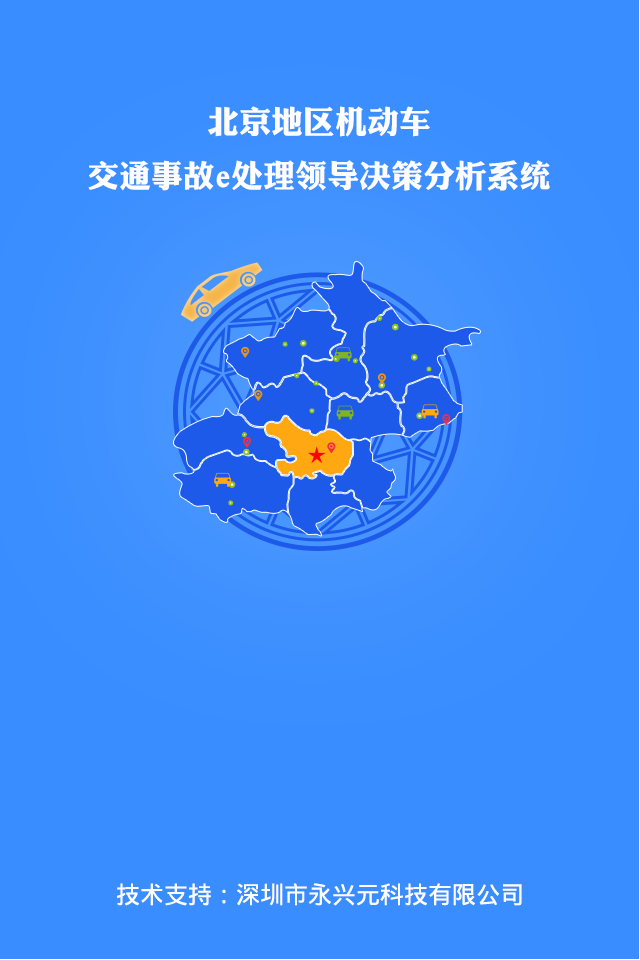 北京地区机动车
交通事故e处理领导决策分析系统
技术支持：深圳市永兴元科技有限公司